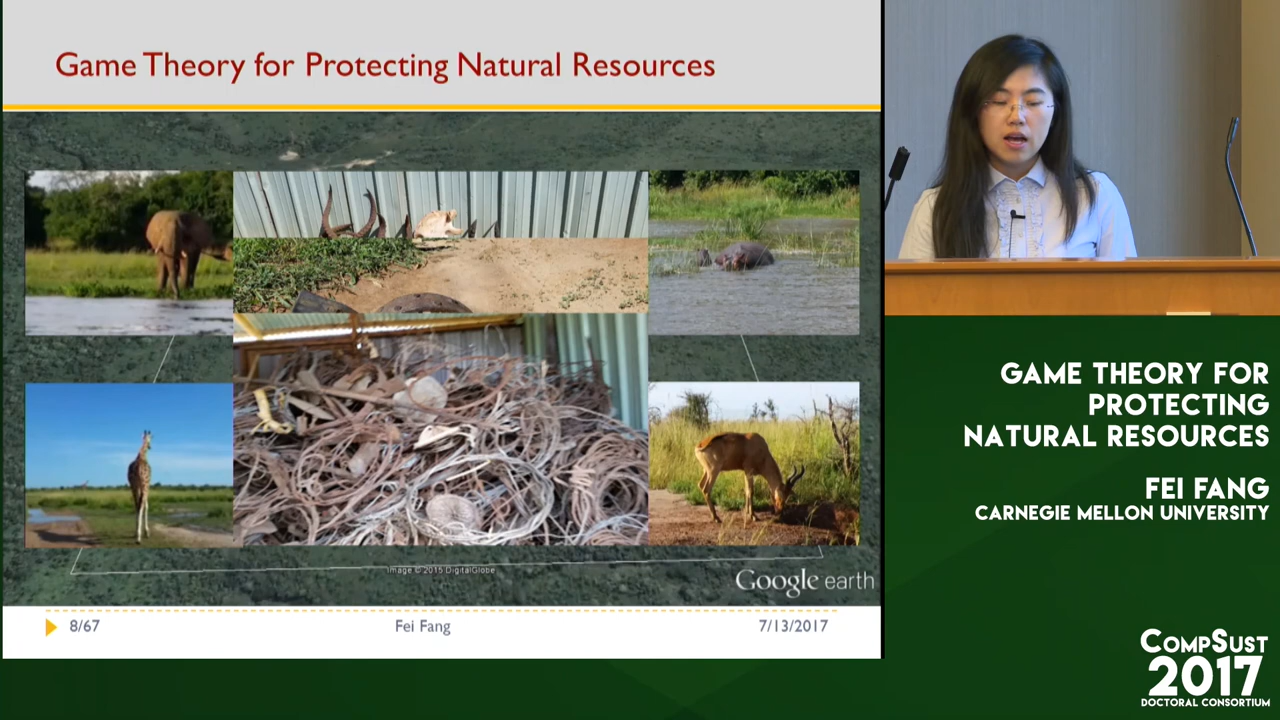 Game Theory for Protecting Natural Resources
Image © 2015 DigitalGlobe
Google earth
8/67
Fei Fang
7/13/2017
GAME THEORY FOR
PROTECTING
NATURAL RESOURCES
FEI FANG
CARNEGIE MELLON UNIVERSITY
COMPSUST
2017
DOCTORAL CONSORTIUM